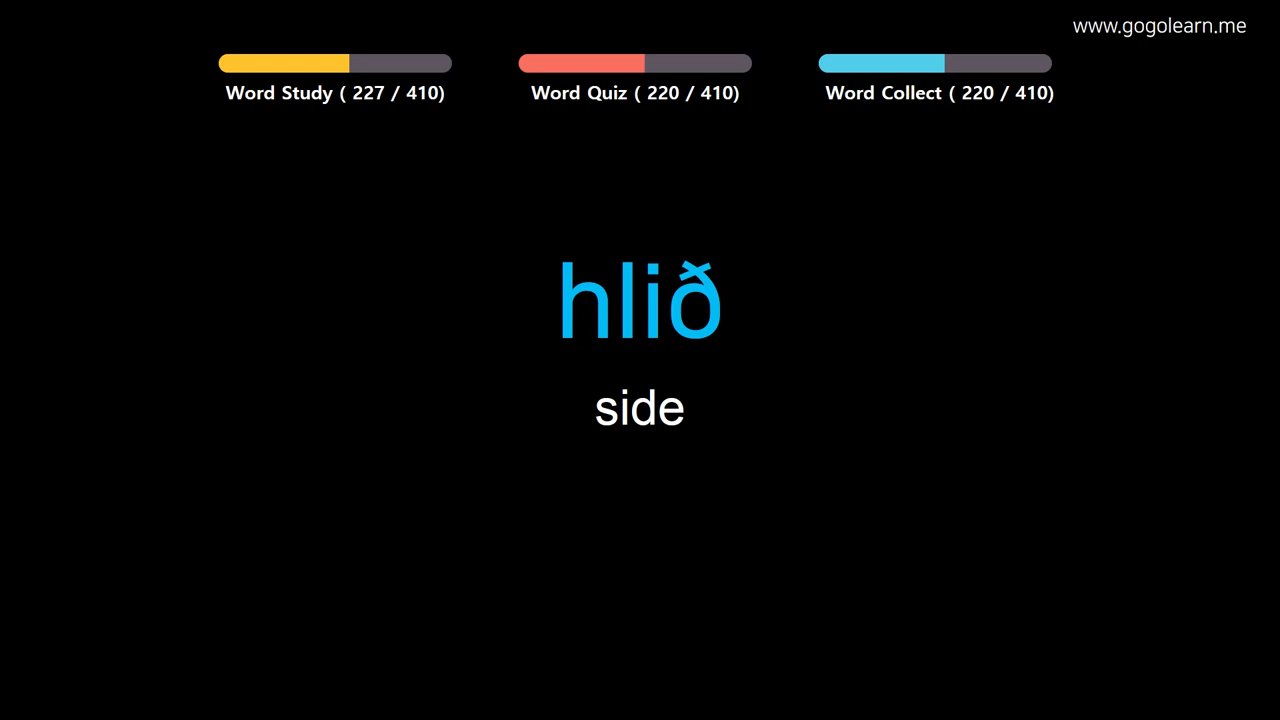 www.gogolearn.me
Word Study ( 227 / 410)
Word Quiz ( 220 / 410)
Word Collect ( 220 / 410)
hlið
side